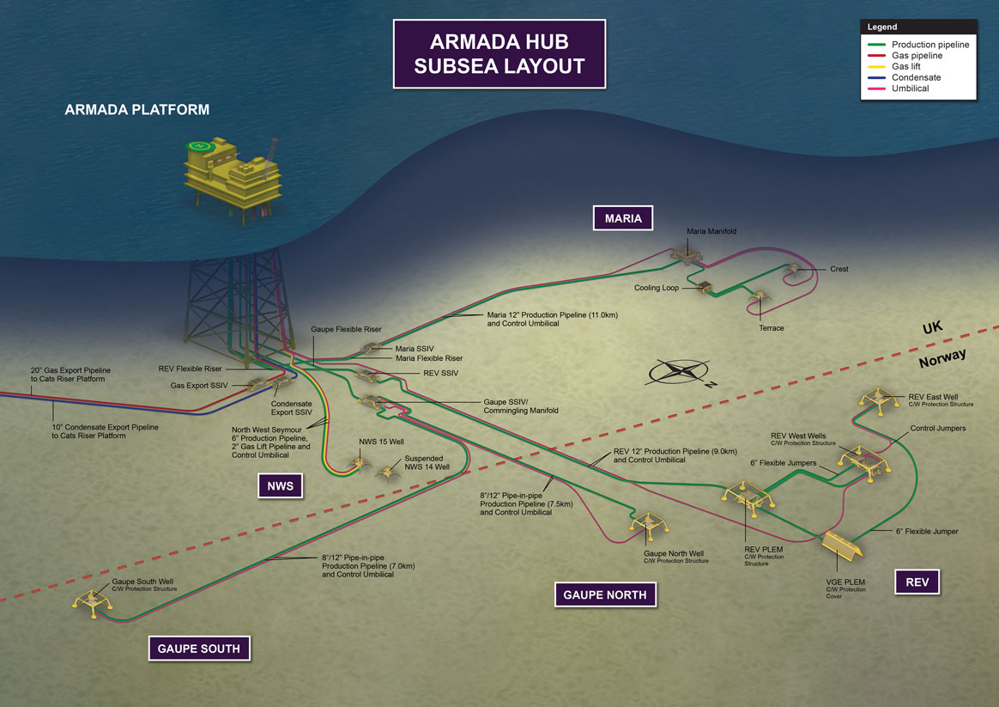 ARMADA HUB
SUBSEA LAYOUT
Legend
Production pipeline
Gas pipeline
Gas lift
Condensate
Umbilical
ARMADA PLATFORM
H
MARIA
Maria Manifold
Crest
Cooling Loop
Terrace
Maria 12" Production Pipeline (11.0km)
and Control Umbilical
UK
Norway
N
Gaupe Flexible Riser
Maria SSIV
Maria Flexible Riser
REV SSIV
REV Flexible Riser
Gas Export SSIV
20" Gas Export Pipeline
to Cats Riser Platform
10" Condensate Export Pipeline
to Cats Riser Platform
Condensate
Export SSIV
Gaupe SSIV/
Commingling Manifold
North West Seymour
6" Production Pipeline,
2" Gas Lift Pipeline and
Control Umbilical
NWS 15 Well
Suspended
NWS 14 Well
NWS
REV East Well
C/W Protection Structure
Control Jumpers
REV West Wells
C/W Protection Structure
6" Flexible Jumpers
REV 12" Production Pipeline (9.0km)
and Control Umbilical
8"/12" Pipe-in-pipe
Production Pipeline (7.5km)
and Control Umbilical
6" Flexible Jumper
Gaupe North Well
C/W Protection Structure
REV PLEM
C/W Protection
Structure
VGE PLEM
C/W Protection
Cover
REV
GAUPE NORTH
8"/12" Pipe-in-pipe
Production Pipeline (7.0km)
and Control Umbilical
Gaupe South Well
C/W Protection Structure
GAUPE SOUTH